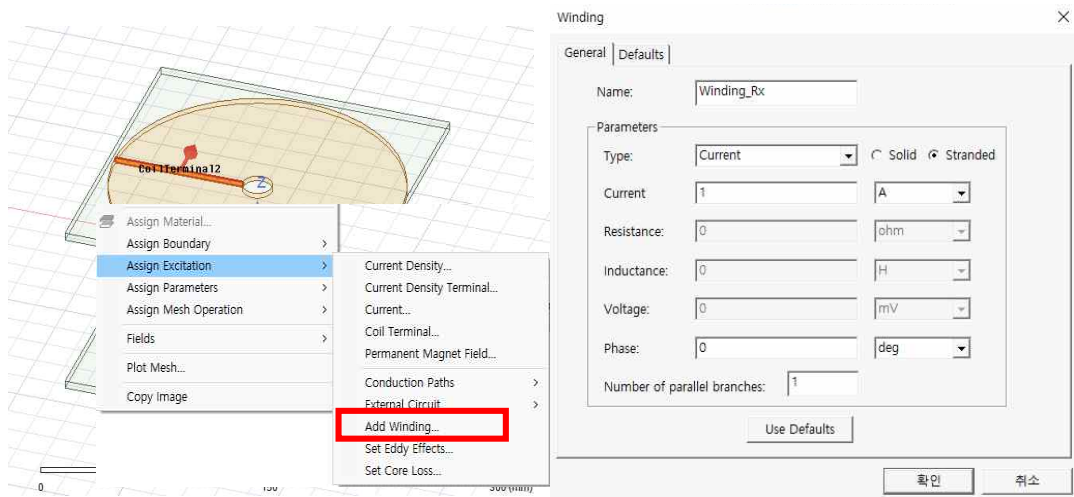 CoilTerminal2
Z
Assign Material...
Assign Boundary
Assign Excitation
Assign Parameters
Assign Mesh Operation
Fields
Plot Mesh...
Copy Image
Current Density...
Current Density Terminal...
Current...
Coil Terminal...
Permanent Magnet Field...
Conduction Paths
External Circuit
Add Winding...
Set Eddy Effects...
Set Core Loss...
0
150
300 (mm)
Winding
General
Defaults
Name:
Winding_Rx
Parameters
Type:
Current
Solid
Stranded
Current
1
A
Resistance:
0
ohm
Inductance:
0
H
Voltage:
0
mV
Phase:
0
deg
Number of parallel branches:
1
Use Defaults
확인
취소